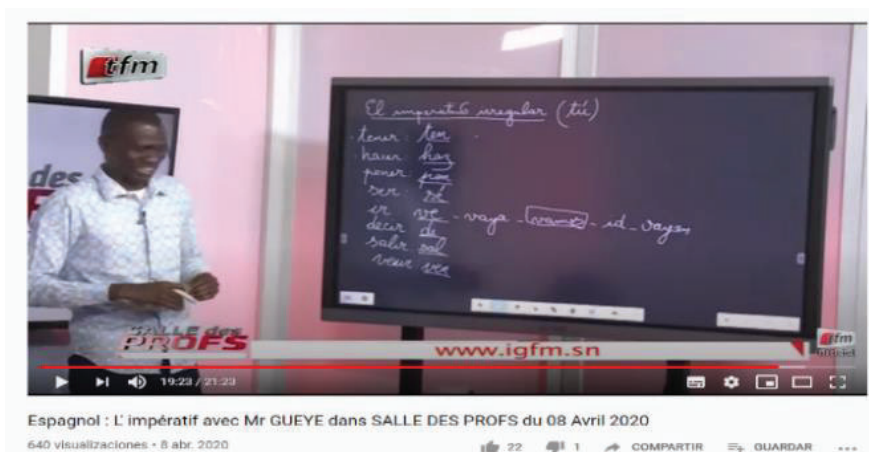 tfm
El imperativo irregular (tú)
tener: ten
hacer haz
des
poner pon
ser sé
ir ve - vaya - vamos - id - vayan
decir di
salir sal
venir ven
SALLE des
PROFS
www.igfm.sn
tfm
Officiel
19:23 / 21:23
Espagnol : L' impératif avec Mr GUEYE dans SALLE DES PROFS du 08 Avril 2020
640 visualizaciones • 8 abr. 2020 22 1 COMPARTIR GUARDAR